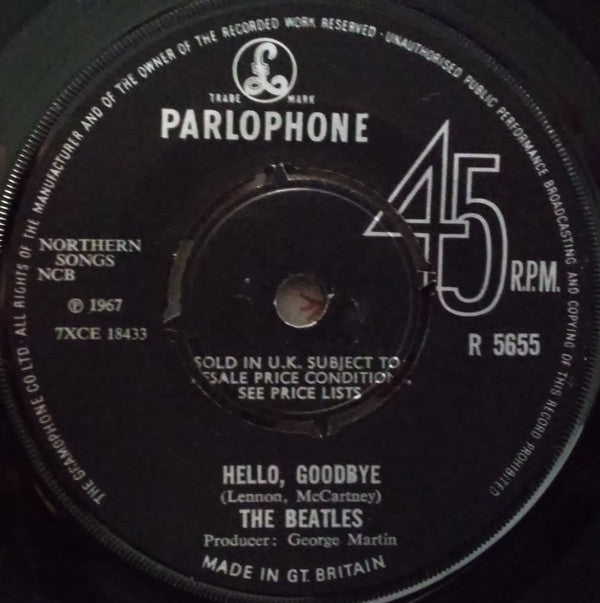 THE GRAMOPHONE CO LTD · ALL RIGHTS OF THE MANUFACTURER AND OF THE OWNER OF THE RECORDED WORK RESERVED · UNAUTHORISED PUBLIC PERFORMANCE BROADCASTING AND COPYING OF THIS RECORD PROHIBITED
£
TRADE MARK
PARLOPHONE
45
R.P.M.
NORTHERN
SONGS
NCB
℗ 1967
7XCE 18433
R 5655
SOLD IN U.K. SUBJECT TO
PRICE
SEE PRICE LISTS
HELLO, GOODBYE
(Lennon, McCartney)
THE BEATLES
Producer: George Martin
MADE IN GT. BRITAIN